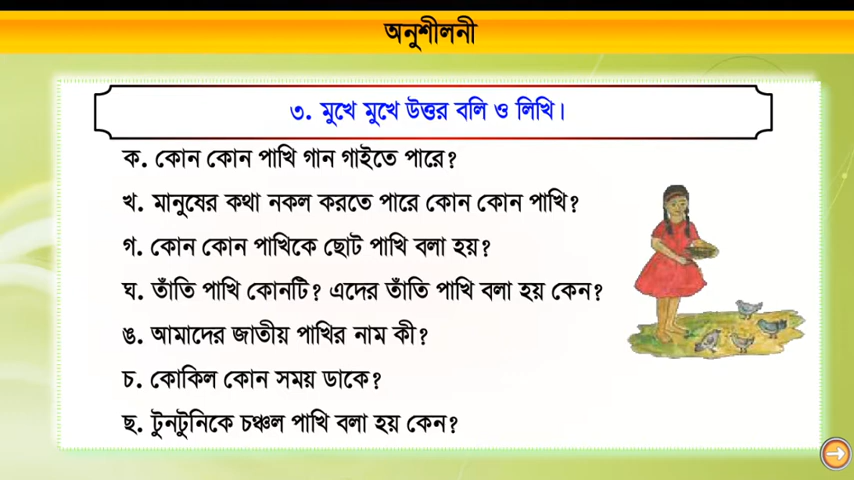 অনুশীলনী
৩. মুখে মুখে উত্তর বলি ও লিখি।
ক. কোন কোন পাখি গান গাইতে পারে?
খ. মানুষের কথা নকল করতে পারে কোন কোন পাখি?
গ. কোন কোন পাখিকে ছোট পাখি বলা হয়?
ঘ. তাঁতি পাখি কোনটি? এদের তাঁতি পাখি বলা হয় কেন?
ঙ. আমাদের জাতীয় পাখির নাম কী?
চ. কোকিল কোন সময় ডাকে?
ছ. টুনটুনিকে চঞ্চল পাখি বলা হয় কেন?